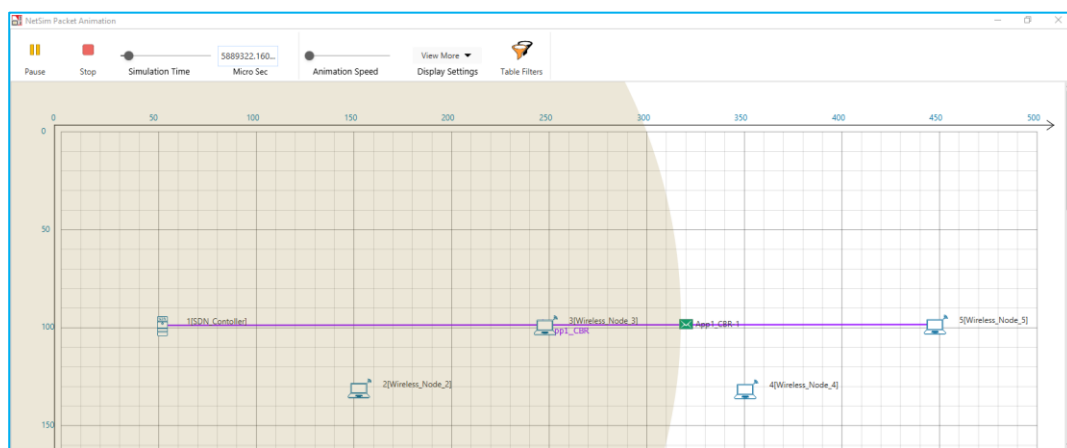 NetSim Packet Animation
5889322.160...
View More
Pause
Stop
Simulation Time
Micro Sec
Animation Speed
Display Settings
Table Filters
0 50 100 150 200 250 300 350 400 450 500
0
50
100
1[SDN_Contoller]
3[Wireless_Node_3]
App1_CBR_1
5[Wireless_Node_5]
pp1_CBR
2[Wireless_Node_2]
4[Wireless_Node_4]
150